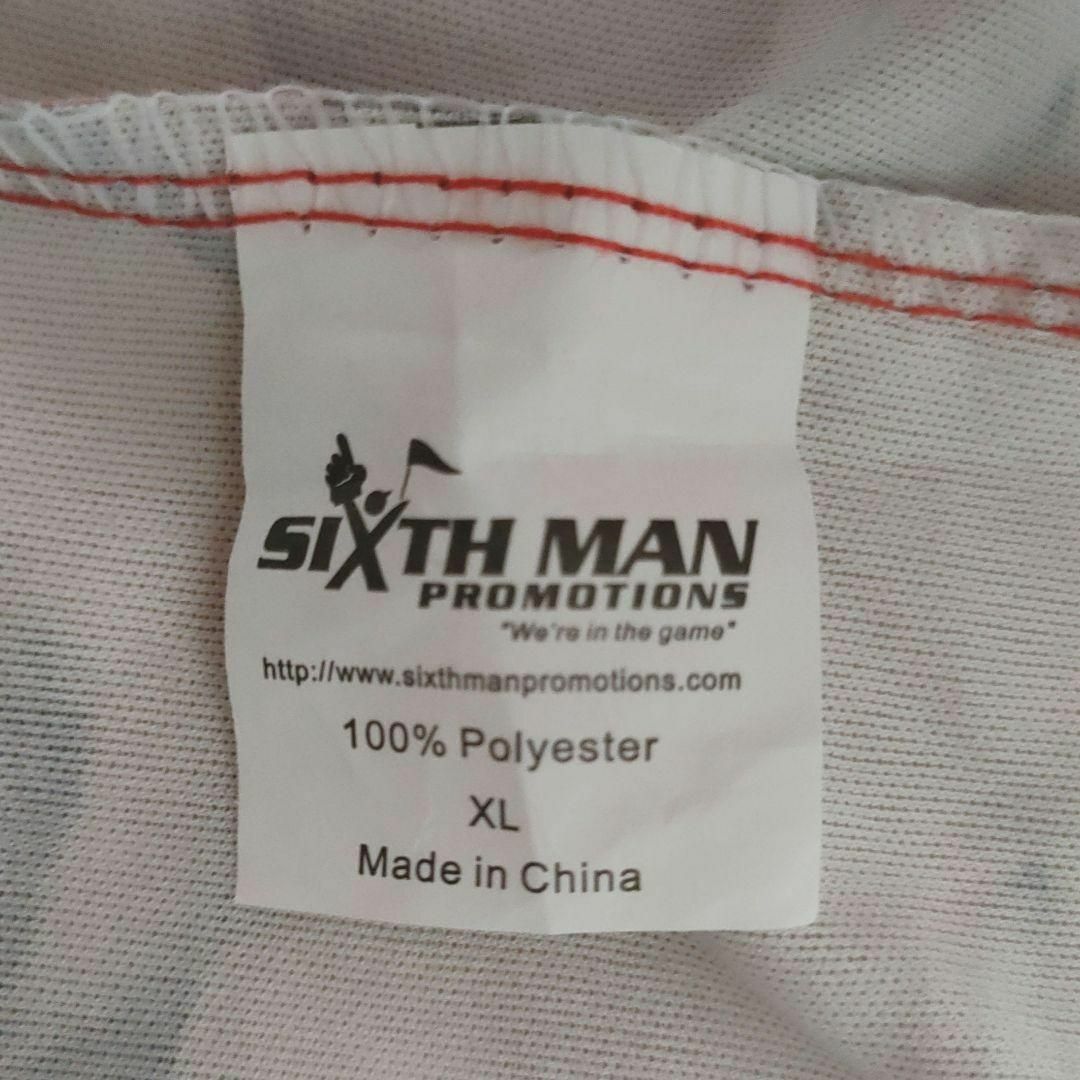 SIXTH MAN
PROMOTIONS
"We're in the game"
http://www.sixthmanpromotions.com
100% Polyester
XL
Made in China